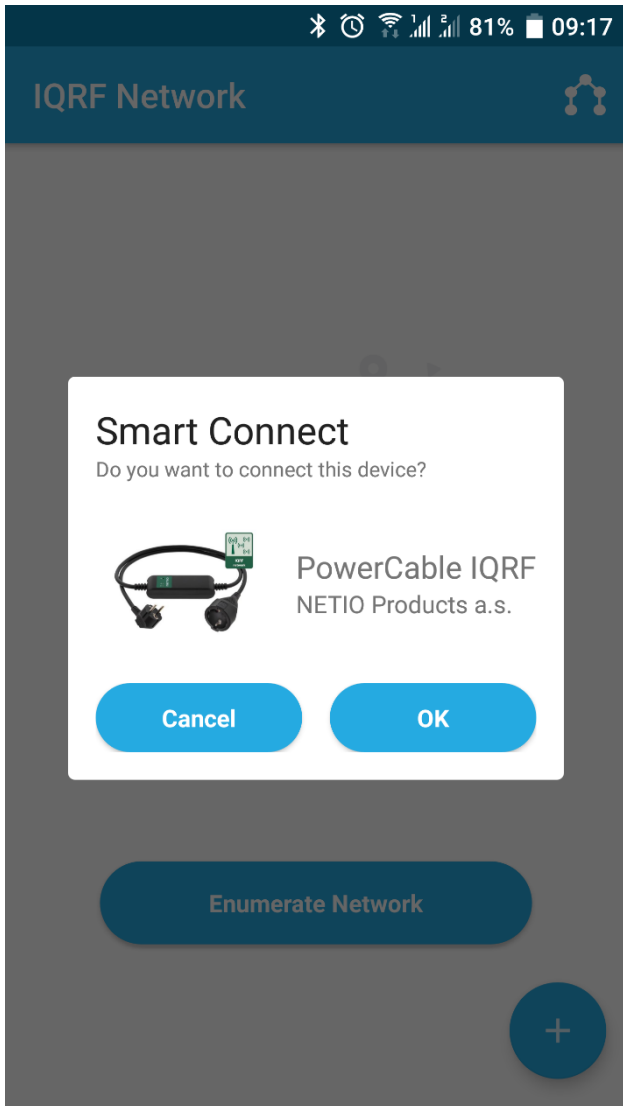 81% 09:17
IQRF Network
Smart Connect
Do you want to connect this device?
PowerCable IQRF
NETIO Products a.s.
Cancel
OK
Enumerate Network
+